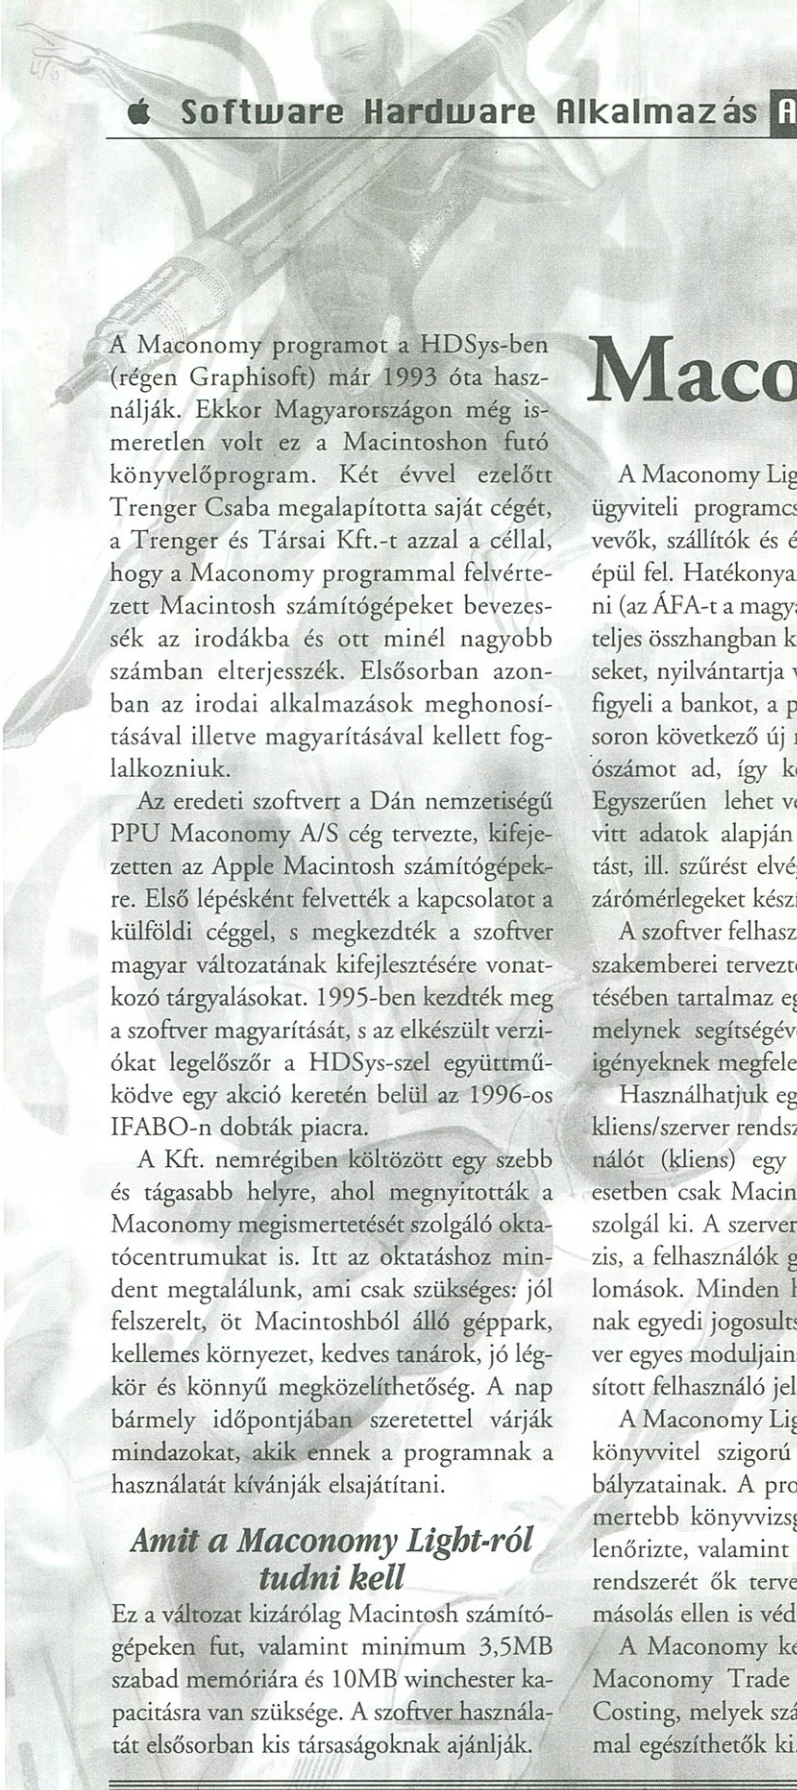 Software Hardware Alkalmazás A
A Maconomy programot a HDSys-ben
(régen Graphisoft) már 1993 óta hasz-
nálják. Ekkor Magyarországon még is-
meretlen volt ez a Macintoshon futó
könyvelőprogram. Két évvel ezelőtt
Trenger Csaba megalapította saját cégét,
a Trenger és Társai Kft.-t azzal a céllal,
hogy a Maconomy programmal felvérte-
zett Macintosh számítógépeket bevezes-
sék az irodákba és ott minél nagyobb
számban elterjesszék. Elsősorban azon-
ban az irodai alkalmazások meghonosí-
tásával illetve magyarításával kellett fog-
lalkozniuk.
Az eredeti szoftvert a Dán nemzetiségű
PPU Maconomy A/S cég tervezte, kifeje-
zetten az Apple Macintosh számítógépek-
re. Első lépésként felvették a kapcsolatot a
külföldi céggel, s megkezdték a szoftver
magyar változatának kifejlesztésére vonat-
kozó tárgyalásokat. 1995-ben kezdték meg
a szoftver magyarítását, s az elkészült verzi-
ókat legelőszőr a HDSys-szel együttmű-
ködve egy akció keretén belül az 1996-os
IFABO-n dobták piacra.
A Kft. nemrégiben költözött egy szebb
és tágasabb helyre, ahol megnyitották a
Maconomy megismertetését szolgáló okta-
tócentrumukat is. Itt az oktatáshoz min-
dent megtalálunk, ami csak szükséges: jól
felszerelt, öt Macintoshból álló géppark,
kellemes környezet, kedves tanárok, jó lég-
kör és könnyű megközelíthetőség. A nap
bármely időpontjában szeretettel várják
mindazokat, akik ennek a programnak a
használatát kívánják elsajátítani.
Amit a Maconomy Light-ról
tudni kell
Ez a változat kizárólag Macintosh számító-
gépeken fut, valamint minimum 3,5MB
szabad memóriára és 10MB winchester ka-
pacitásra van szüksége. A szoftver használa-
tát elsősorban kis társaságoknak ajánlják.
Maco
A Maconomy Lig
ügyviteli programcs
vevők, szállítók és é
épül fel. Hatékonya
ni (az ÁFA-t a magya
teljes összhangban k
seket, nyilvántartja v
figyeli a bankot, a p
soron következő új
ószámot ad, így ke
Egyszerűen lehet ve
vitt adatok alapján
tást, ill. szűrést elvég
zárómérlegeket készí
A szoftver felhasz
szakemberei tervezte
tésében tartalmaz eg
melynek segítségéve
igényeknek megfele
Használhatjuk eg
kliens/szerver rendsz
nálót (kliens) egy
esetben csak Macin
szolgál ki. A szerver
zis, a felhasználók g
lomások. Minden h
nak egyedi jogosults
ver egyes moduljain
sított felhasználó jel
A Maconomy Lig
könyvvitel szigorú
bályzatainak. A pro
mertebb könyvvizsg
lenőrizte, valamint
rendszerét ők terve
másolás ellen is véd
A Maconomy ké
Maconomy Trade
Costing, melyek szá
mal egészíthetők ki.